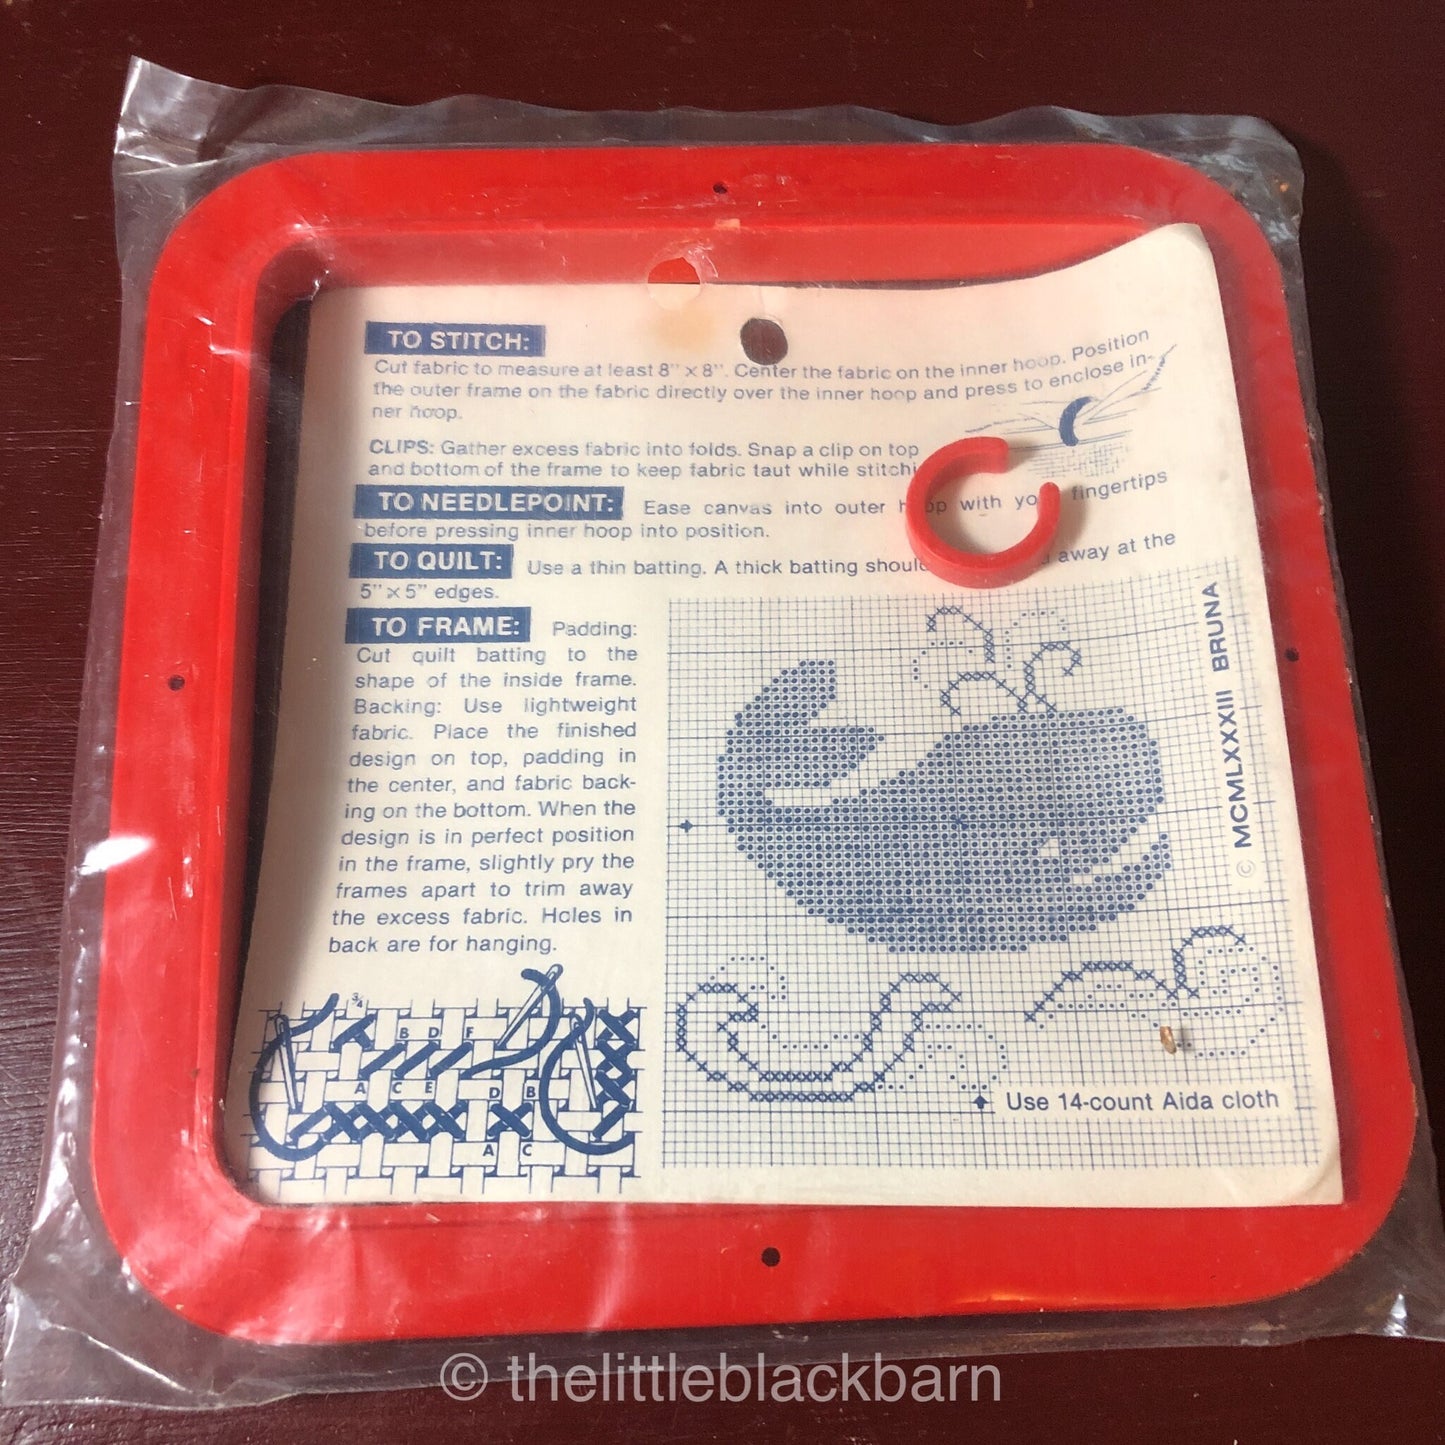 TO STITCH:
Cut fabric to measure at least 8" × 8". Center the fabric on the inner hoop. Position
the outer frame on the fabric directly over the inner hoop and press to enclose in-
ner hoop.
CLIPS: Gather excess fabric into folds. Snap a clip on top
and bottom of the frame to keep fabric taut while
TO NEEDLEPOINT: Ease canvas into outer with fingertips
before pressing inner hoop into position.
TO QUILT: Use a thin batting. A thick batting away at the
5" × 5" edges.
TO FRAME: Padding:
Cut quilt batting to the
shape of the inside frame.
Backing: Use lightweight
fabric. Place the finished
design on top, padding in
the center, and fabric back-
ing on the bottom. When the
design is in perfect position
in the frame, slightly pry the
frames apart to trim away
the excess fabric. Holes in
back are for hanging.
¾
B D F
A C E
D B
A C
© MCMLXXXIII BRUNA
Use 14-count Aida cloth
© thelittleblackbarn